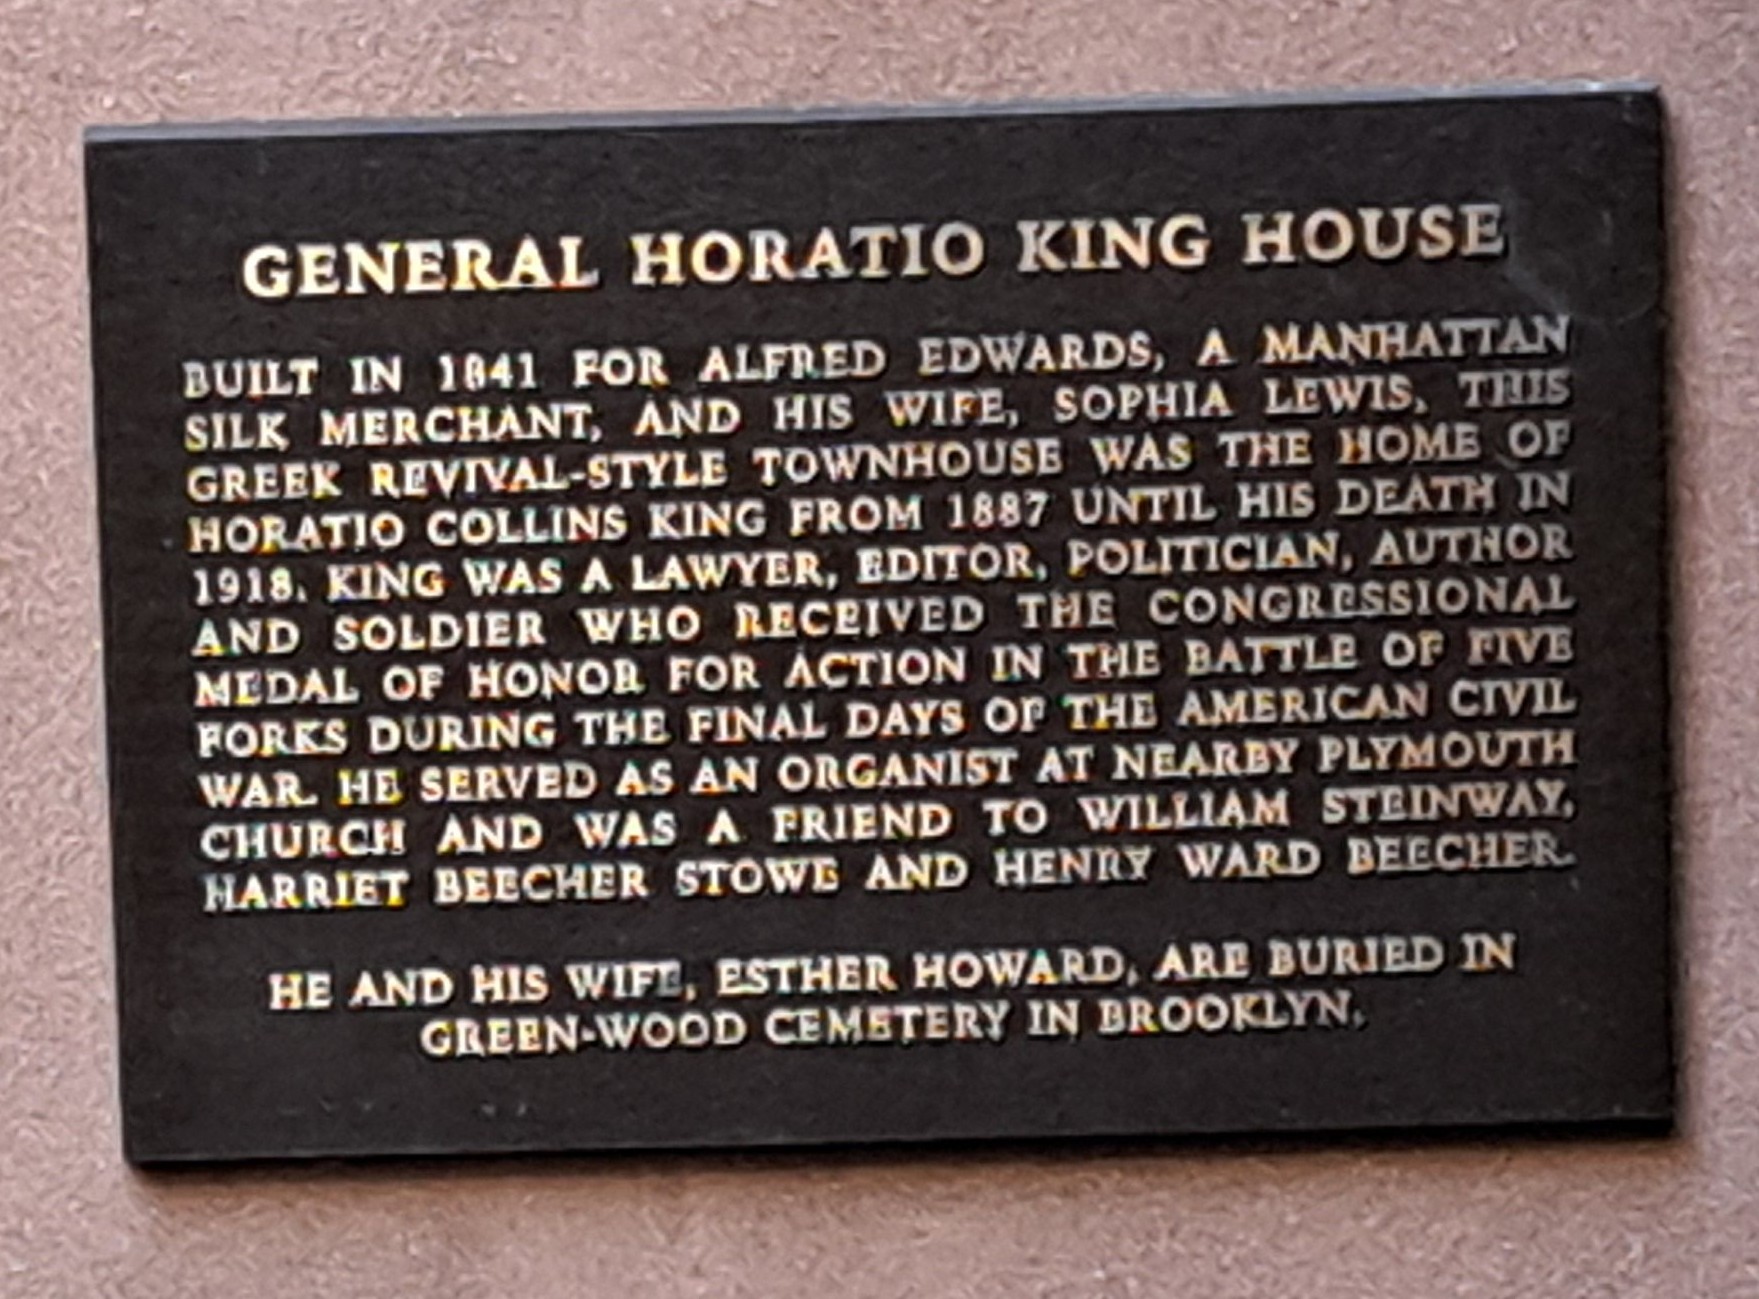 GENERAL HORATIO KING HOUSE
BUILT IN 1841 FOR ALFRED EDWARDS, A MANHATTAN
SILK MERCHANT, AND HIS WIFE, SOPHIA LEWIS, THIS
GREEK REVIVAL-STYLE TOWNHOUSE WAS THE HOME OF
HORATIO COLLINS KING FROM 1887 UNTIL HIS DEATH IN
1918. KING WAS A LAWYER, EDITOR, POLITICIAN, AUTHOR
AND SOLDIER WHO RECEIVED THE CONGRESSIONAL
MEDAL OF HONOR FOR ACTION IN THE BATTLE OF FIVE
FORKS DURING THE FINAL DAYS OF THE AMERICAN CIVIL
WAR. HE SERVED AS AN ORGANIST AT NEARBY PLYMOUTH
CHURCH AND WAS A FRIEND TO WILLIAM STEINWAY,
HARRIET BEECHER STOWE AND HENRY WARD BEECHER.
HE AND HIS WIFE, ESTHER HOWARD, ARE BURIED IN
GREEN-WOOD CEMETERY IN BROOKLYN.